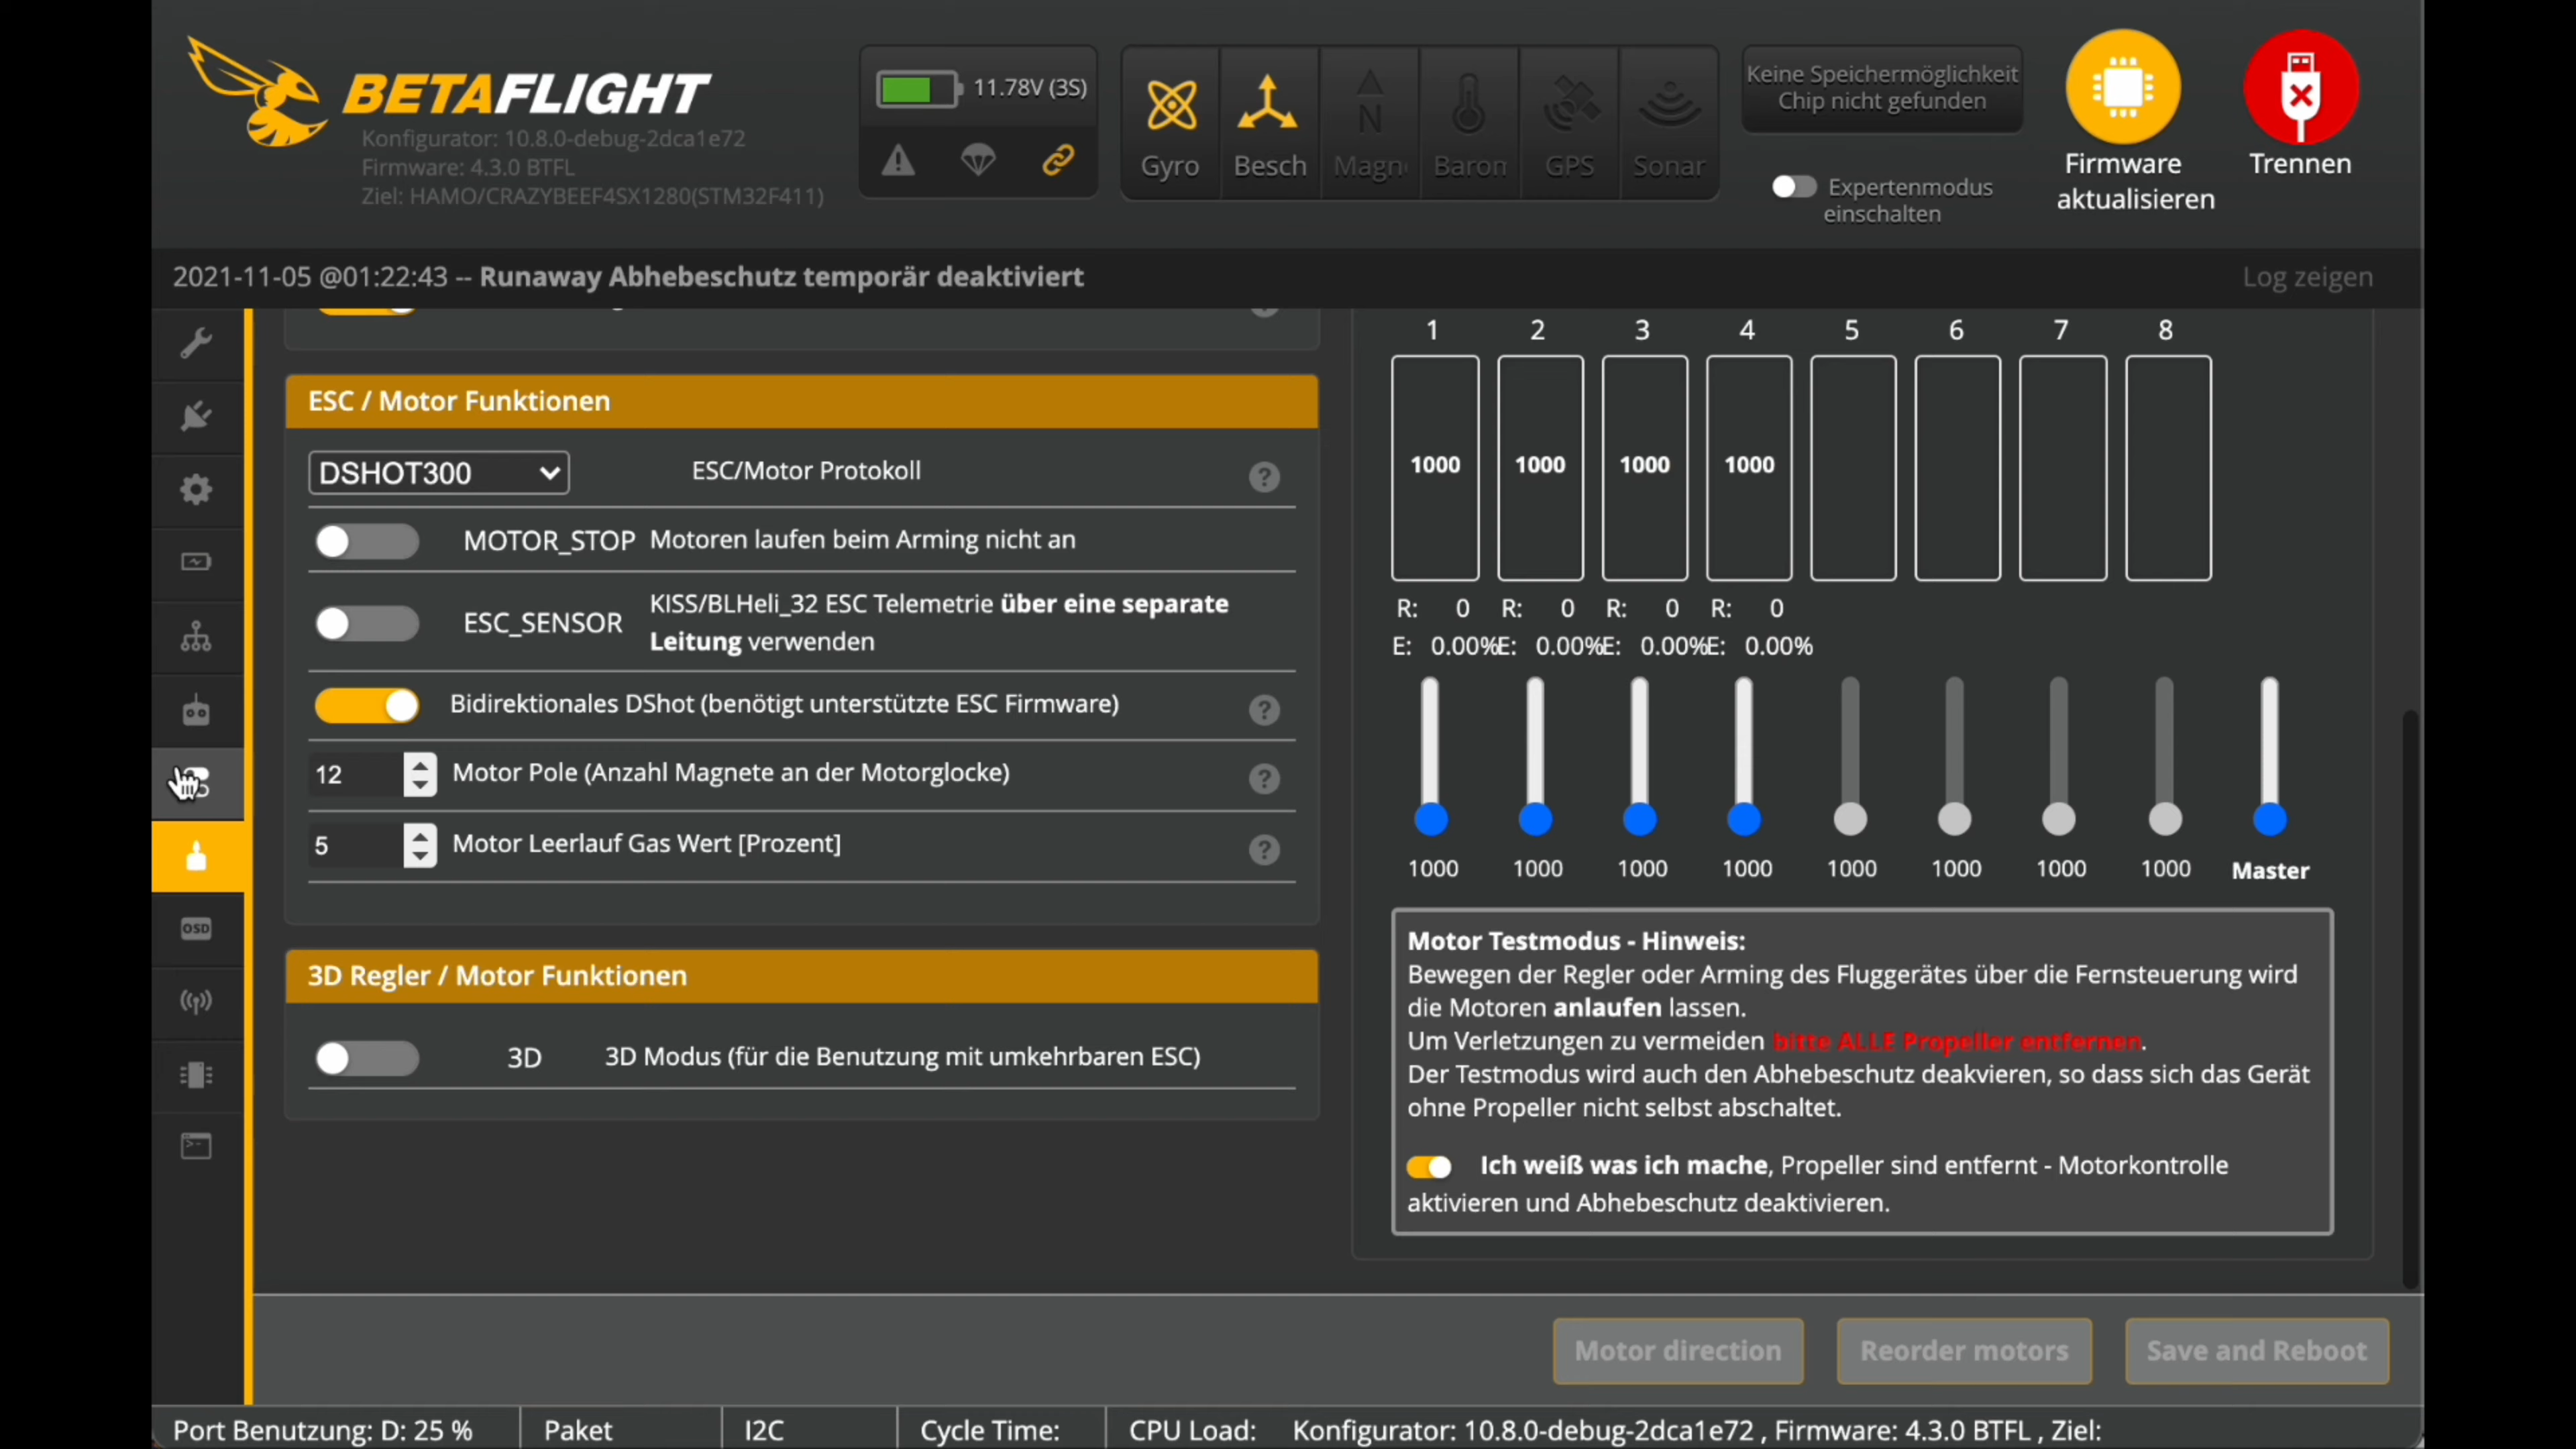 BETAFLIGHT
Konfigurator: 10.8.0-debug-2dca1e72
Firmware: 4.3.0 BTFL
Ziel: HAMO/CRAZYBEEF4SX1280(STM32F411)
11.78V (3S)
Gyro
Besch
Magn
N
Baron
GPS
Sonar
Keine Speichermöglichkeit
Chip nicht gefunden
Expertenmodus
einschalten
Firmware
aktualisieren
Trennen
2021-11-05 @01:22:43 -- Runaway Abhebeschutz temporär deaktiviert
Log zeigen
ESC / Motor Funktionen
DSHOT300
ESC/Motor Protokoll
?
MOTOR_STOP Motoren laufen beim Arming nicht an
ESC_SENSOR
KISS/BLHeli_32 ESC Telemetrie über eine separate
Leitung verwenden
Bidirektionales DShot (benötigt unterstützte ESC Firmware)
?
12 Motor Pole (Anzahl Magnete an der Motorglocke)
?
5 Motor Leerlauf Gas Wert [Prozent]
?
3D Regler / Motor Funktionen
3D 3D Modus (für die Benutzung mit umkehrbaren ESC)
OSD
1 2 3 4 5 6 7 8
1000 1000 1000 1000
R: 0 R: 0 R: 0 R: 0
E: 0.00% E: 0.00% E: 0.00% E: 0.00%
1000 1000 1000 1000 1000 1000 1000 1000 Master
Motor Testmodus - Hinweis:
Bewegen der Regler oder Arming des Fluggerätes über die Fernsteuerung wird
die Motoren anlaufen lassen.
Um Verletzungen zu vermeiden bitte ALLE Propeller entfernen.
Der Testmodus wird auch den Abhebeschutz deakvieren, so dass sich das Gerät
ohne Propeller nicht selbst abschaltet.
Ich weiß was ich mache, Propeller sind entfernt - Motorkontrolle
aktivieren und Abhebeschutz deaktivieren.
Motor direction
Reorder motors
Save and Reboot
Port Benutzung: D: 25 %
Paket
I2C
Cycle Time:
CPU Load:
Konfigurator: 10.8.0-debug-2dca1e72 , Firmware: 4.3.0 BTFL , Ziel: